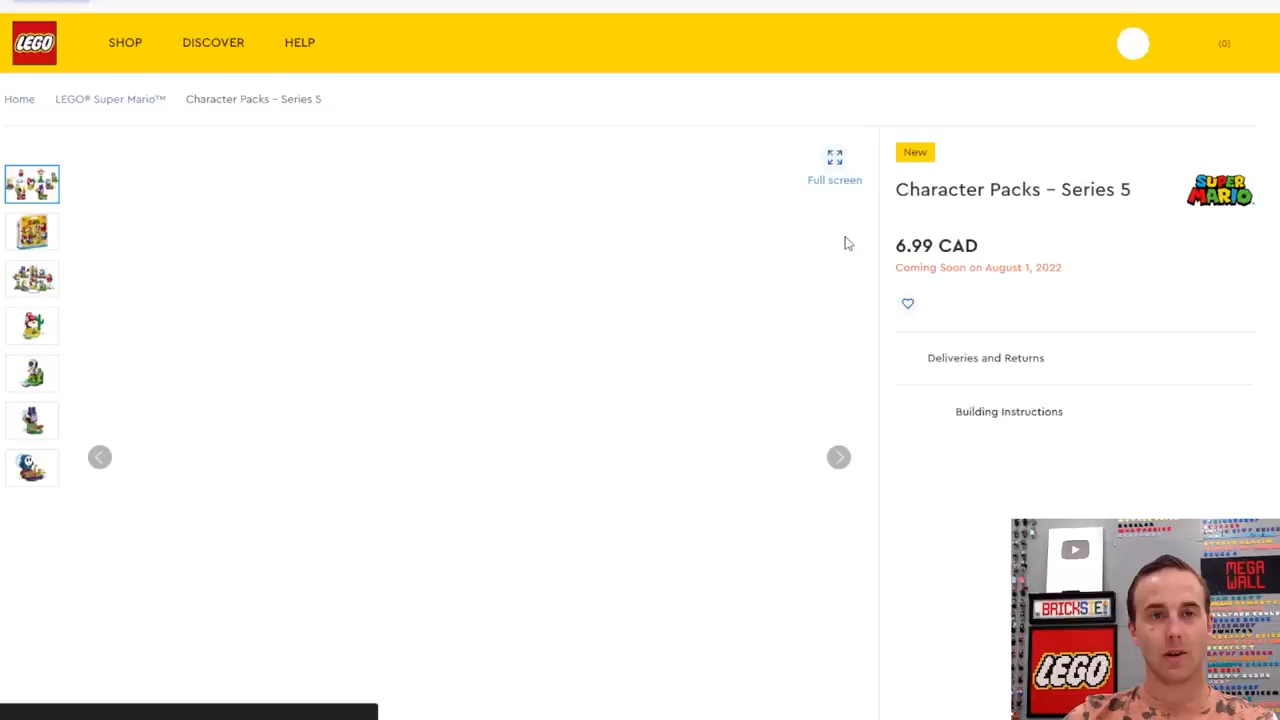 LEGO
SHOP
DISCOVER
HELP
(0)
Home
LEGO® Super Mario™
Character Packs – Series 5
Full screen
New
Character Packs – Series 5
SUPER
MARIO
6.99 CAD
Coming Soon on August 1, 2022
Deliveries and Returns
Building Instructions
BRICKSIE
LEGO
MEGA
WALL